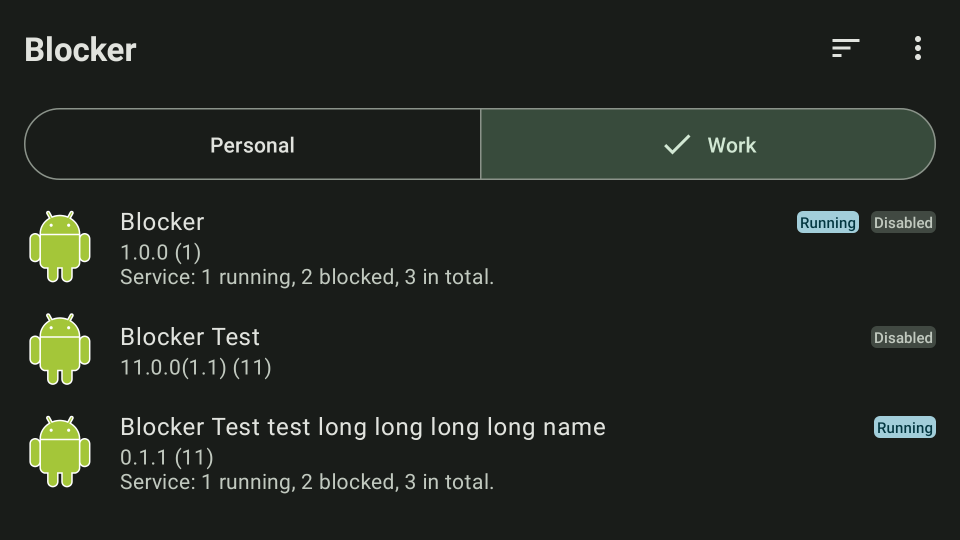 Blocker
Personal
Work
Blocker
Running
Disabled
1.0.0 (1)
Service: 1 running, 2 blocked, 3 in total.
Blocker Test
Disabled
11.0.0(1.1) (11)
Blocker Test test long long long long name
Running
0.1.1 (11)
Service: 1 running, 2 blocked, 3 in total.